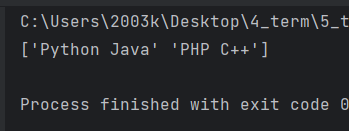 C:\Users\2003k\Desktop\4_term\5_t
['Python Java' 'PHP C++']
Process finished with exit code 0